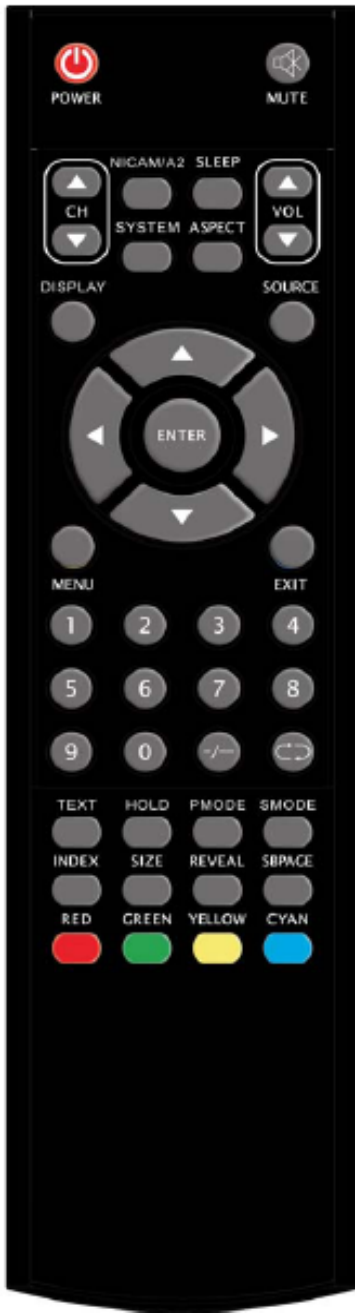 POWER MUTE
NICAM/A2 SLEEP
CH VOL
SYSTEM ASPECT
DISPLAY SOURCE
ENTER
MENU EXIT
1 2 3 4
5 6 7 8
9 0 -/--
TEXT HOLD PMODE SMODE
INDEX SIZE REVEAL SBPAGE
RED GREEN YELLOW CYAN